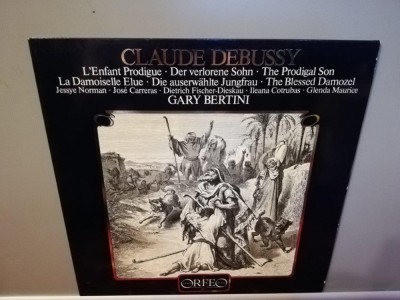 CLAUDE DEBUSSY
L'Enfant Prodigue · Der verlorene Sohn · The Prodigal Son
La Damoiselle Elue · Die auserwählte Jungfrau · The Blessed Damozel
Jessye Norman · José Carreras · Dietrich Fischer-Dieskau · Ileana Cotrubas · Glenda Maurice
GARY BERTINI
ORFEO